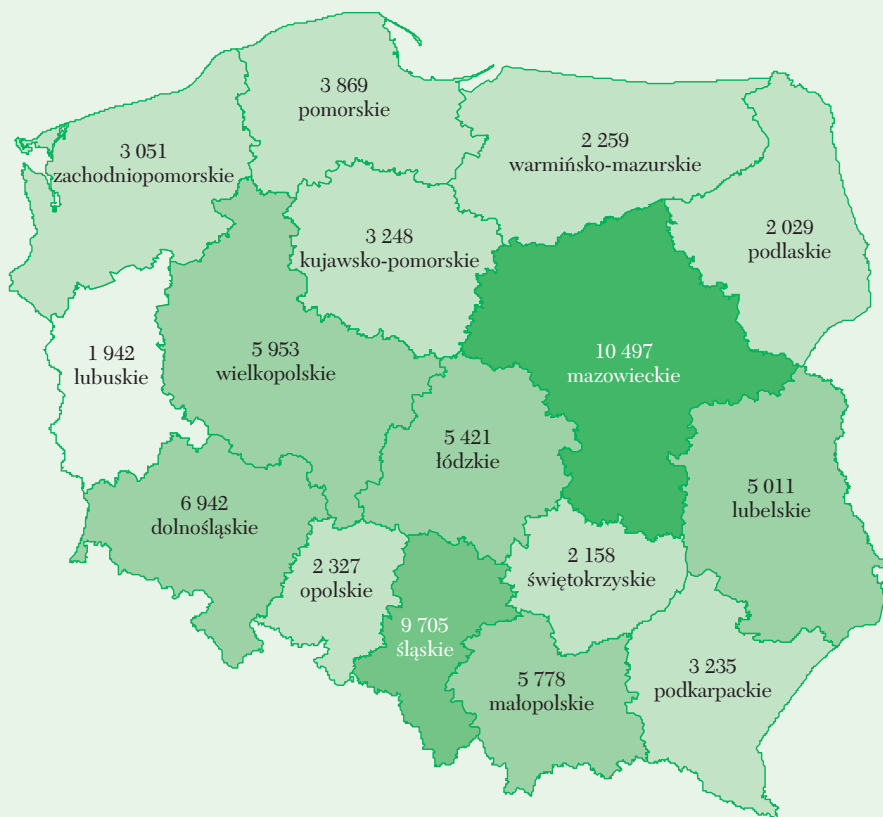 3 869
pomorskie
2 259
warmińsko-mazurskie
3 051
zachodniopomorskie
2 029
podlaskie
3 248
kujawsko-pomorskie
1 942
lubuskie
5 953
wielkopolskie
10 497
mazowieckie
5 421
łódzkie
6 942
dolnośląskie
5 011
lubelskie
2 327
opolskie
2 158
świętokrzyskie
9 705
śląskie
5 778
małopolskie
3 235
podkarpackie